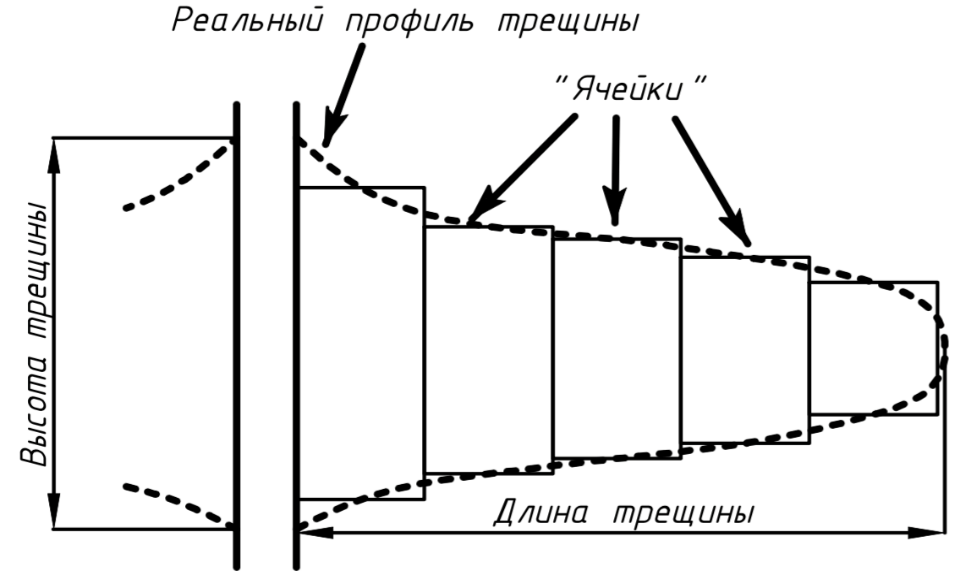 Реальный профиль трещины
"Ячейки"
Высота трещины
Длина трещины